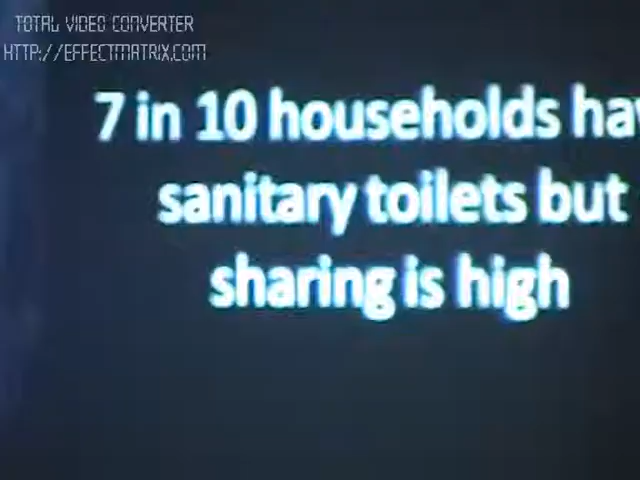 TOTAL VIDEO CONVERTER
HTTP://EFFECTMATRIX.COM
7 in 10 households hav
sanitary toilets but
sharing is high